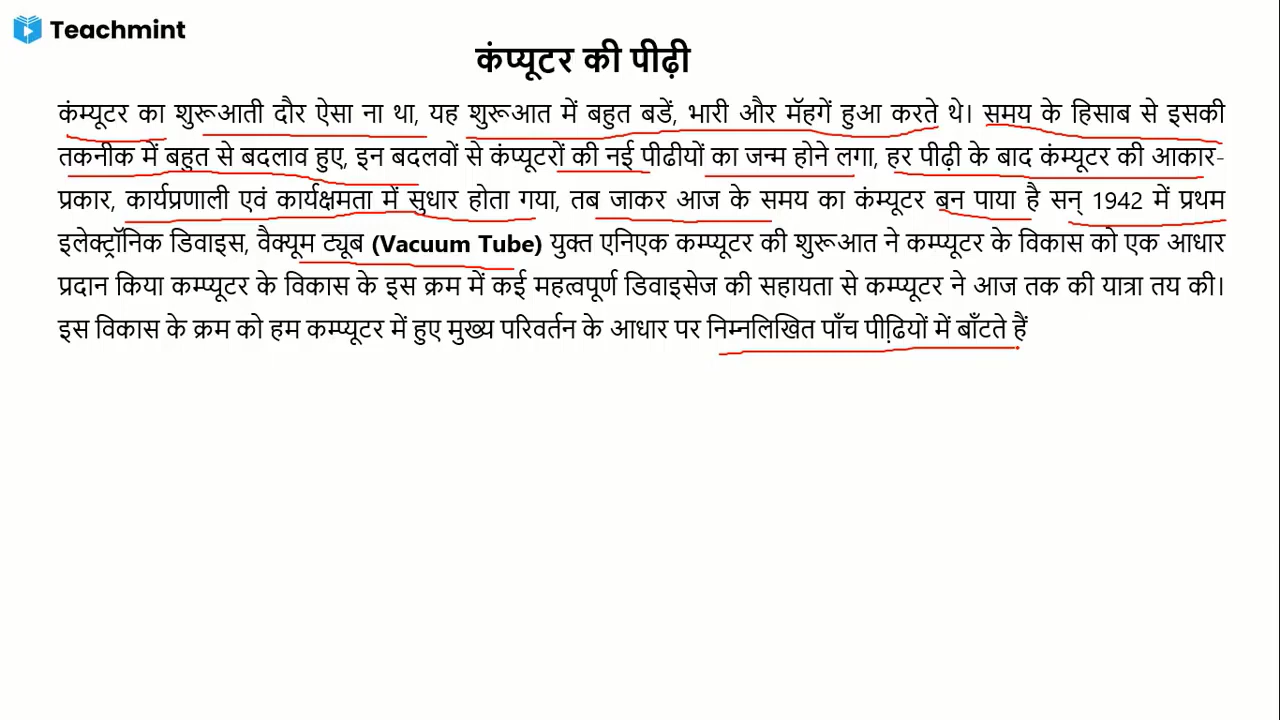 Teachmint
कंप्यूटर की पीढ़ी
कंम्यूटर का शुरूआती दौर ऐसा ना था, यह शुरूआत में बहुत बडें, भारी और मॅहगें हुआ करते थे। समय के हिसाब से इसकी
तकनीक में बहुत से बदलाव हुए, इन बदलवों से कंप्यूटरों की नई पीढीयों का जन्म होने लगा, हर पीढ़ी के बाद कंम्यूटर की आकार-
प्रकार, कार्यप्रणाली एवं कार्यक्षमता में सुधार होता गया, तब जाकर आज के समय का कंम्यूटर बन पाया है सन् 1942 में प्रथम
इलेक्ट्रॉनिक डिवाइस, वैक्यूम ट्यूब (Vacuum Tube) युक्त एनिएक कम्प्यूटर की शुरूआत ने कम्प्यूटर के विकास को एक आधार
प्रदान किया कम्प्यूटर के विकास के इस क्रम में कई महत्वपूर्ण डिवाइसेज की सहायता से कम्प्यूटर ने आज तक की यात्रा तय की।
इस विकास के क्रम को हम कम्प्यूटर में हुए मुख्य परिवर्तन के आधार पर निम्नलिखित पाँच पीढि़यों में बाँटते हैं